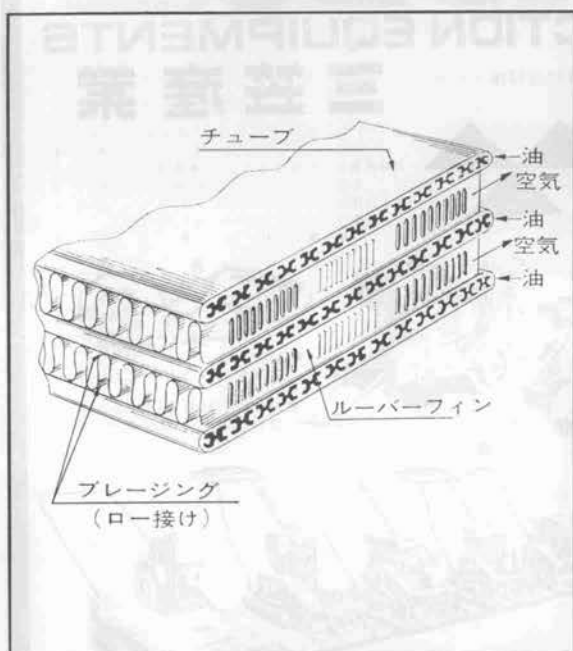 チューブ
油
空気
油
空気
油
ルーバーフィン
ブレージング
(ロー接け)